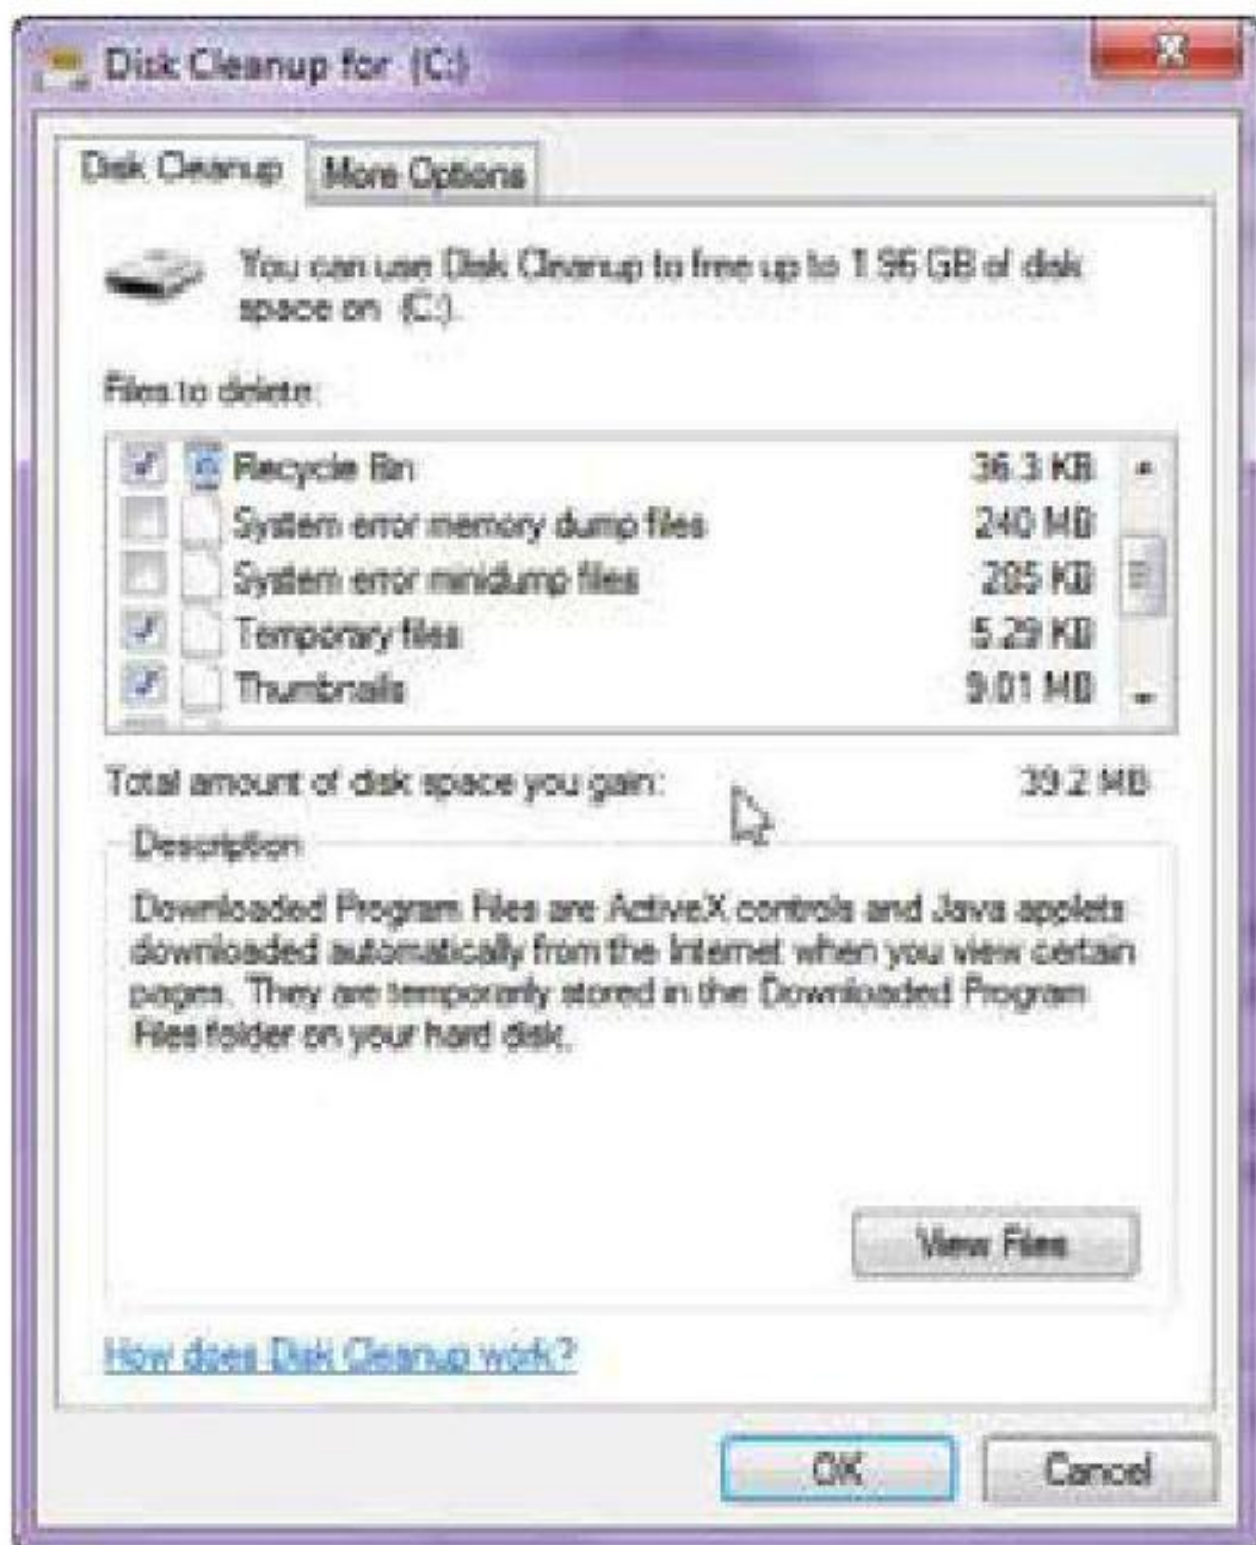 Disk Cleanup for (C:)
Disk Cleanup
More Options
You can use Disk Cleanup to free up to 1.96 GB of disk
space on (C:).
Files to delete:
Recycle Bin 36.3 KB
System error memory dump files 240 MB
System error minidump files 285 KB
Temporary files 5.29 KB
Thumbnails 9.01 MB
Total amount of disk space you gain: 39.2 MB
Description
Downloaded Program Files are ActiveX controls and Java applets
downloaded automatically from the Internet when you view certain
pages. They are temporarily stored in the Downloaded Program
Files folder on your hard disk.
View Files
How does Disk Cleanup work?
OK
Cancel